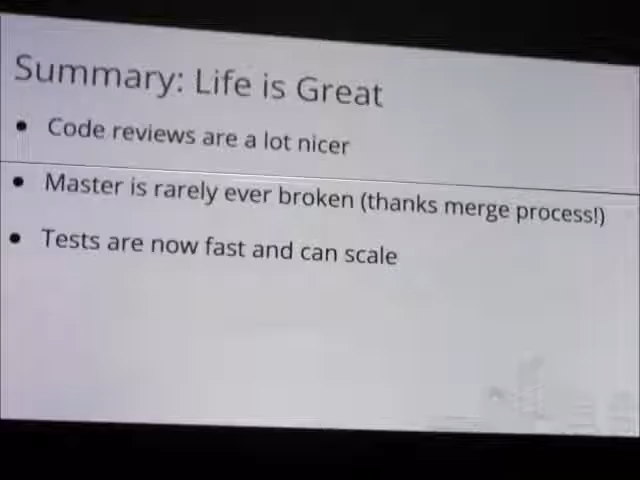 Summary: Life is Great
• Code reviews are a lot nicer
• Master is rarely ever broken (thanks merge process!)
• Tests are now fast and can scale